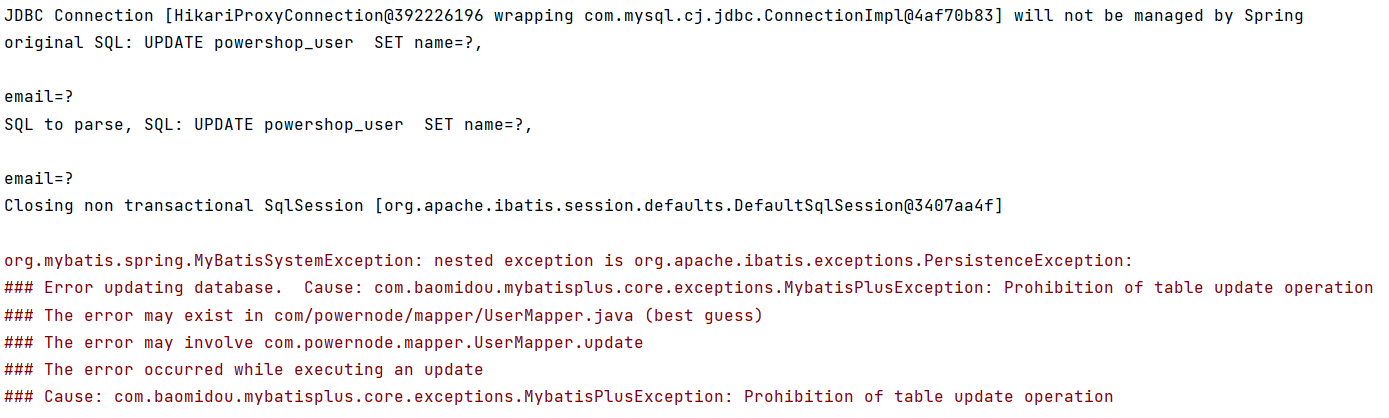 JDBC Connection [HikariProxyConnection@392226196 wrapping com.mysql.cj.jdbc.ConnectionImpl@4af70b83] will not be managed by Spring
original SQL: UPDATE powershop_user  SET name=?,
email=?
SQL to parse, SQL: UPDATE powershop_user  SET name=?,
email=?
Closing non transactional SqlSession [org.apache.ibatis.session.defaults.DefaultSqlSession@3407aa4f]
org.mybatis.spring.MyBatisSystemException: nested exception is org.apache.ibatis.exceptions.PersistenceException:
### Error updating database.  Cause: com.baomidou.mybatisplus.core.exceptions.MybatisPlusException: Prohibition of table update operation
### The error may exist in com/powernode/mapper/UserMapper.java (best guess)
### The error may involve com.powernode.mapper.UserMapper.update
### The error occurred while executing an update
### Cause: com.baomidou.mybatisplus.core.exceptions.MybatisPlusException: Prohibition of table update operation